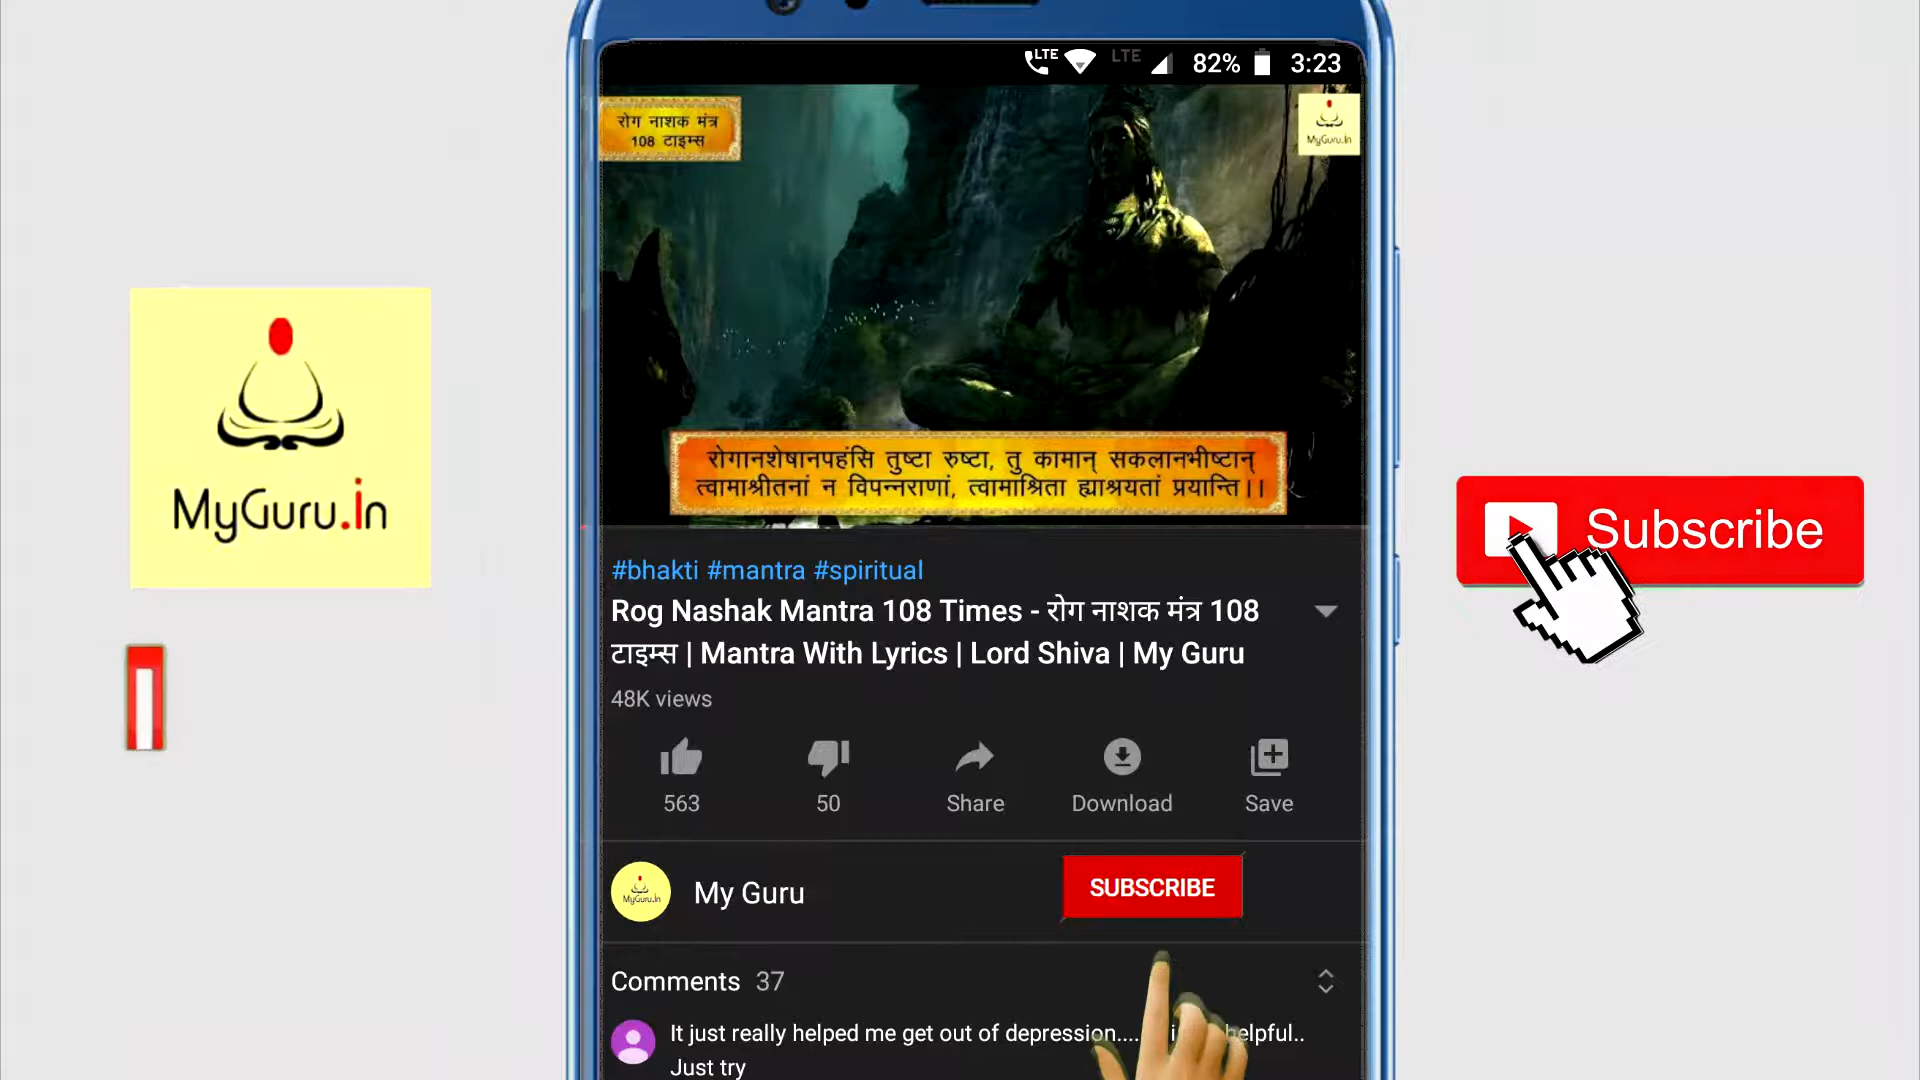 LTE LTE 82% 3:23
रोग नाशक मंत्र
108 टाइम्स
MyGuru.in
रोगानशेषानपहंसि तुष्टा रुष्टा, तु कामान् सकलानभीष्टान्
त्वामाश्रीतनां न विपन्नराणां, त्वामाश्रिता ह्याश्रयतां प्रयान्ति।।
MyGuru.in
Subscribe
#bhakti #mantra #spiritual
Rog Nashak Mantra 108 Times - रोग नाशक मंत्र 108
टाइम्स | Mantra With Lyrics | Lord Shiva | My Guru
48K views
563 50 Share Download Save
MyGuru.in
My Guru
SUBSCRIBE
Comments 37
It just really helped me get out of depression....
Just try